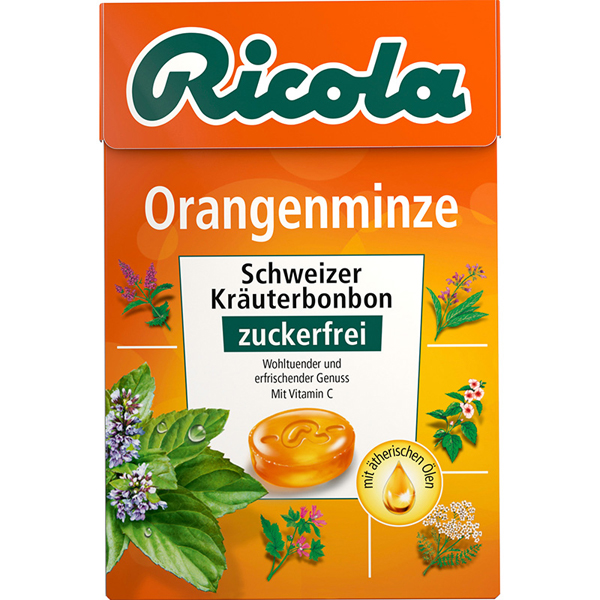 Ricola
Orangenminze
Schweizer
Kräuterbonbon
zuckerfrei
Wohltuender und
erfrischender Genuss
Mit Vitamin C
mit ätherischen Ölen